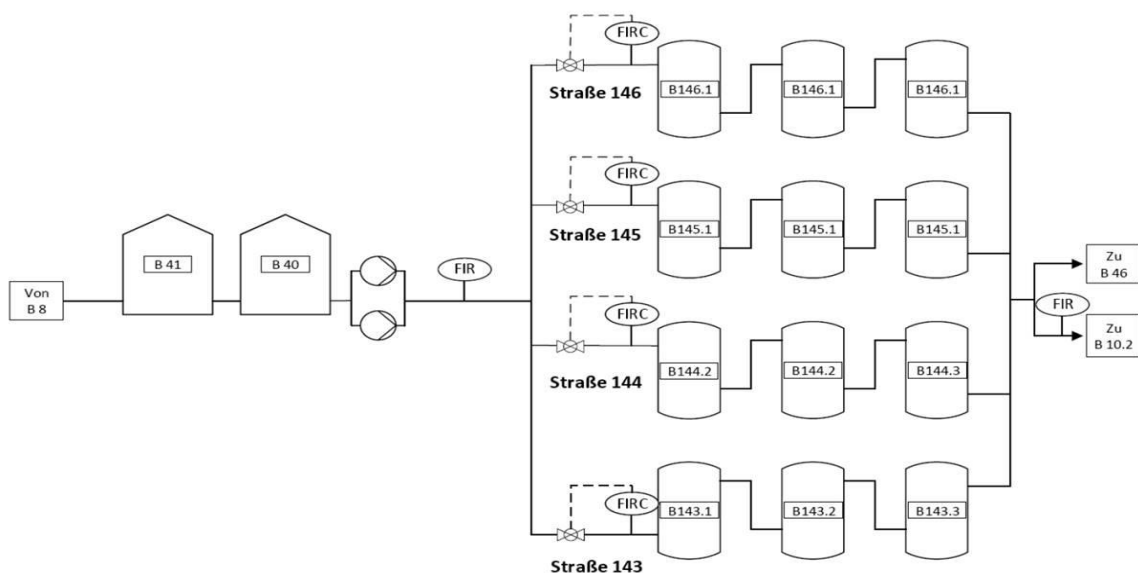 FIRC
B146.1
B146.1
B146.1
Straße 146
FIRC
B145.1
B145.1
B145.1
Straße 145
Von
B 8
B 41
B 40
FIR
Zu
B 46
FIR
Zu
B 10.2
FIRC
B144.2
B144.2
B144.3
Straße 144
FIRC
B143.1
B143.2
B143.3
Straße 143